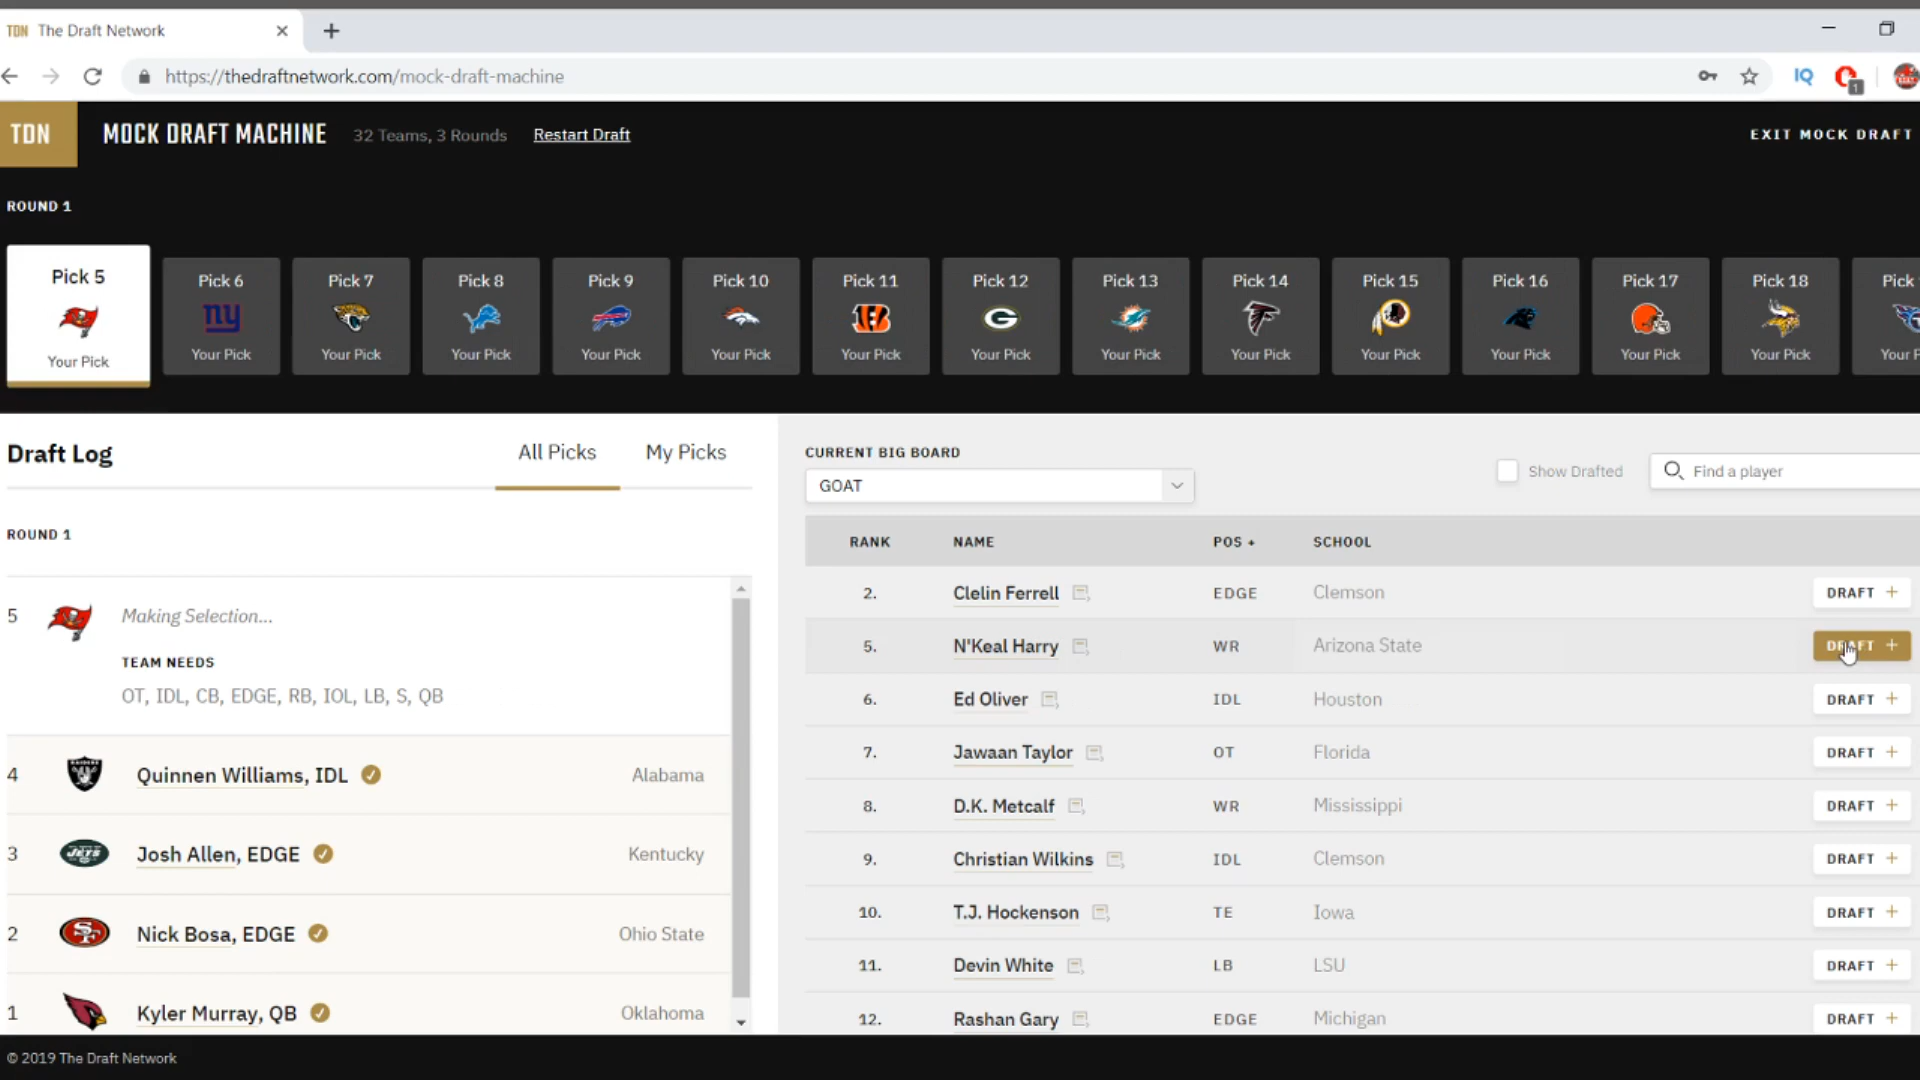 TDN The Draft Network
https://thedraftnetwork.com/mock-draft-machine
IQ
1
TDN
MOCK DRAFT MACHINE
32 Teams, 3 Rounds
Restart Draft
EXIT MOCK DRAFT
ROUND 1
Pick 5
Your Pick
Pick 6
ny
Your Pick
Pick 7
Your Pick
Pick 8
Your Pick
Pick 9
Your Pick
Pick 10
Your Pick
Pick 11
Your Pick
Pick 12
G
Your Pick
Pick 13
Your Pick
Pick 14
Your Pick
Pick 15
Your Pick
Pick 16
Your Pick
Pick 17
Your Pick
Pick 18
Your Pick
Pick
Your P
Draft Log
All Picks
My Picks
ROUND 1
5 Making Selection...
TEAM NEEDS
OT, IDL, CB, EDGE, RB, IOL, LB, S, QB
4 Quinnen Williams, IDL Alabama
3 JETS Josh Allen, EDGE Kentucky
2 SF Nick Bosa, EDGE Ohio State
1 Kyler Murray, QB Oklahoma
CURRENT BIG BOARD
GOAT
Show Drafted
Find a player
RANK NAME POS + SCHOOL
2. Clelin Ferrell EDGE Clemson DRAFT +
5. N'Keal Harry WR Arizona State DRAFT +
6. Ed Oliver IDL Houston DRAFT +
7. Jawaan Taylor OT Florida DRAFT +
8. D.K. Metcalf WR Mississippi DRAFT +
9. Christian Wilkins IDL Clemson DRAFT +
10. T.J. Hockenson TE Iowa DRAFT +
11. Devin White LB LSU DRAFT +
12. Rashan Gary EDGE Michigan DRAFT +
© 2019 The Draft Network